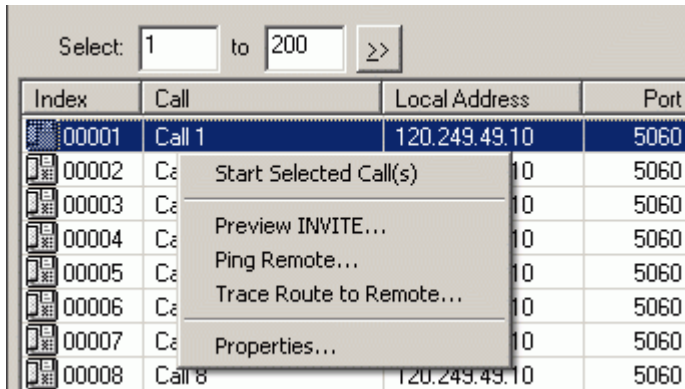 Select: 1 to 200 >>
Index Call Local Address Port
00001 Call 1 120.249.49.10 5060
00002 Ca 10 5060
Start Selected Call(s)
00003 Ca 10 5060
Preview INVITE...
00004 Ca 10 5060
Ping Remote...
00005 Ca 10 5060
Trace Route to Remote...
00006 Ca 10 5060
00007 Ca 10 5060
Properties...
00008 Call 8 120.249.49.10 5060